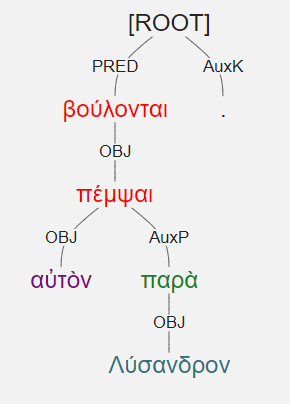 [ROOT]
PRED AuxK
βούλονται .
OBJ
πέμψαι
OBJ AuxP
αὐτὸν παρὰ
OBJ
Λύσανδρον